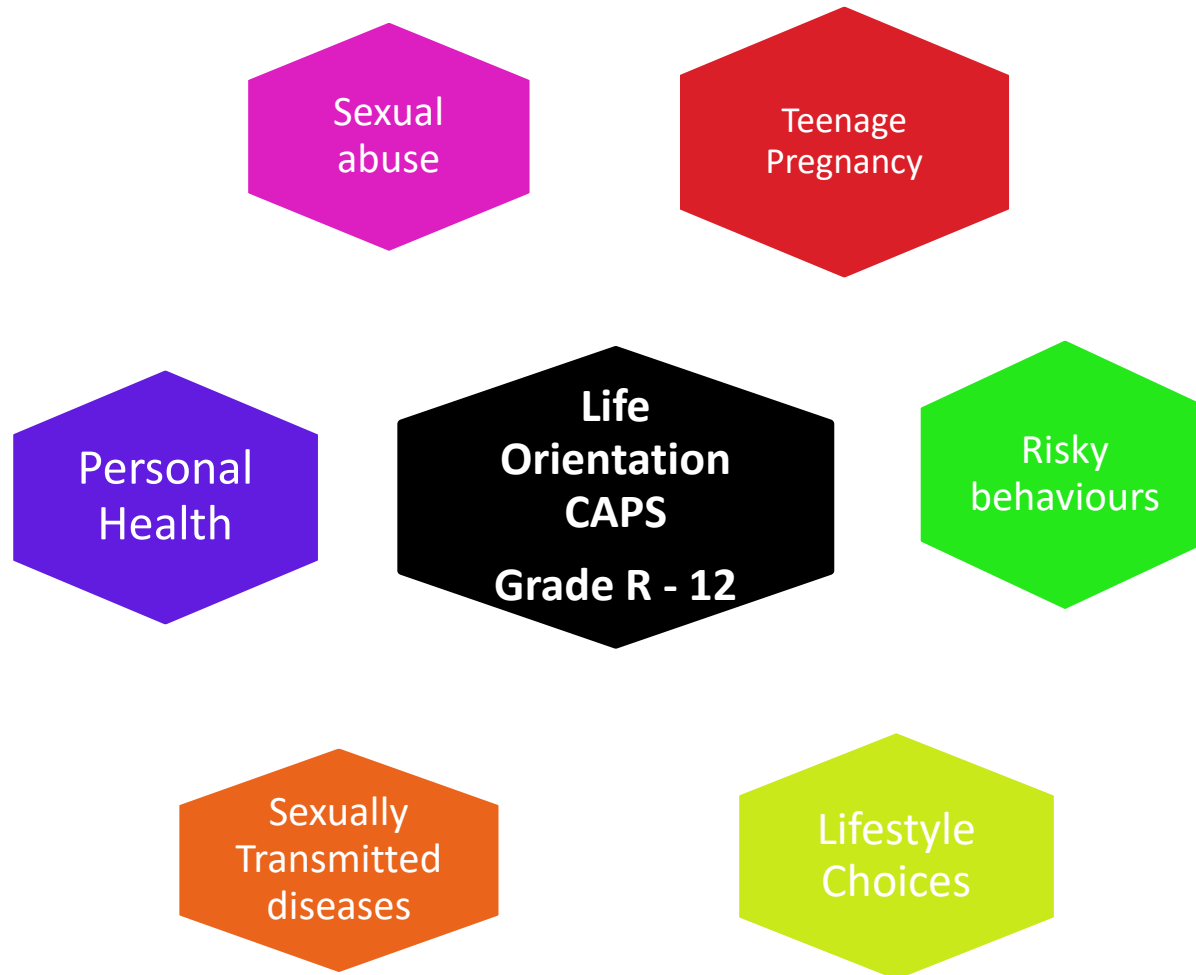 Sexual
abuse
Teenage
Pregnancy
Personal
Health
Life
Orientation
CAPS
Grade R - 12
Risky
behaviours
Sexually
Transmitted
diseases
Lifestyle
Choices